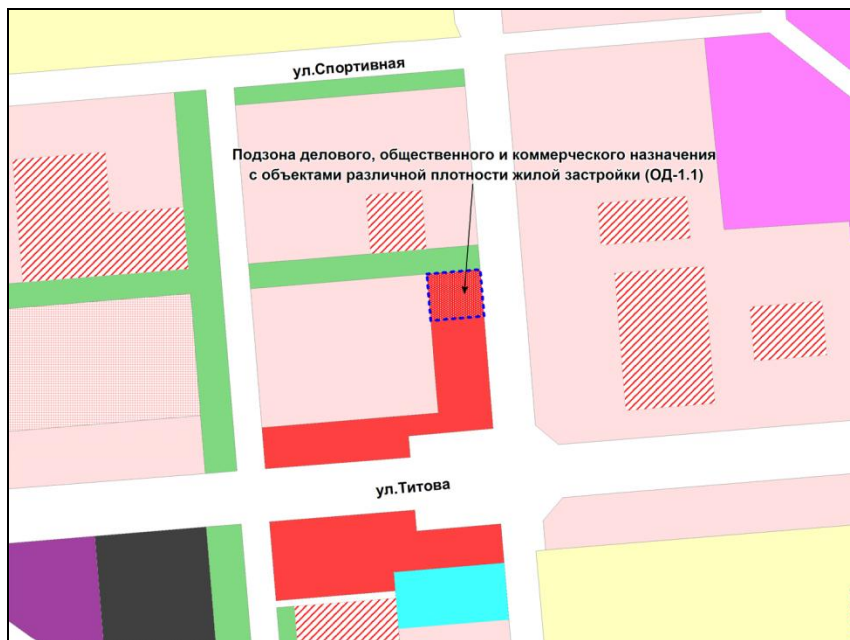 ул.Спортивная
Подзона делового, общественного и коммерческого назначения
с объектами различной плотности жилой застройки (ОД-1.1)
ул.Титова